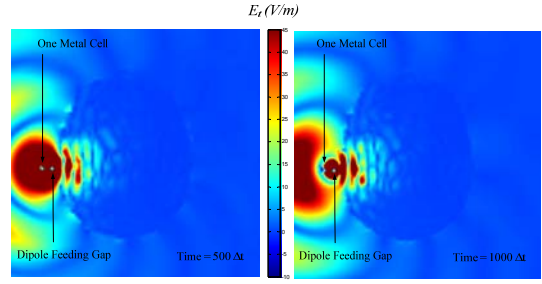 E_t (V/m)
One Metal Cell
One Metal Cell
45
40
35
30
25
20
15
10
5
0
-5
-10
Dipole Feeding Gap
Time = 500 Δt
Dipole Feeding Gap
Time = 1000 Δt